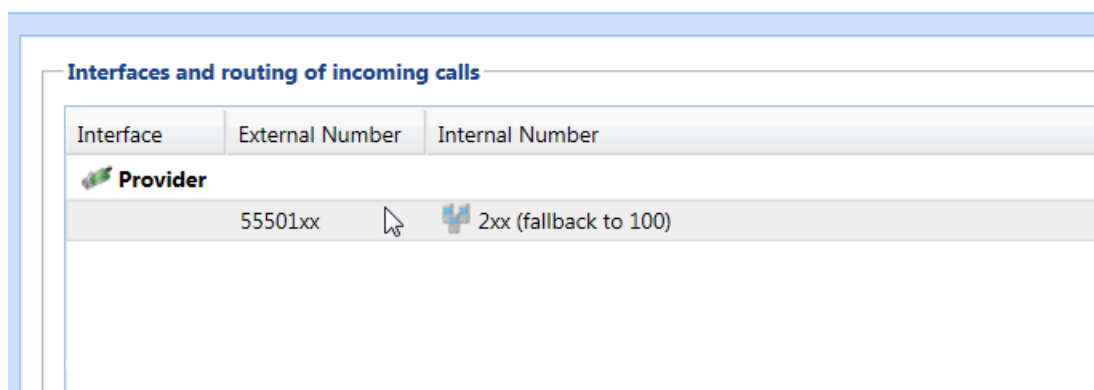 Interfaces and routing of incoming calls
Interface External Number Internal Number
Provider
55501xx 2xx (fallback to 100)